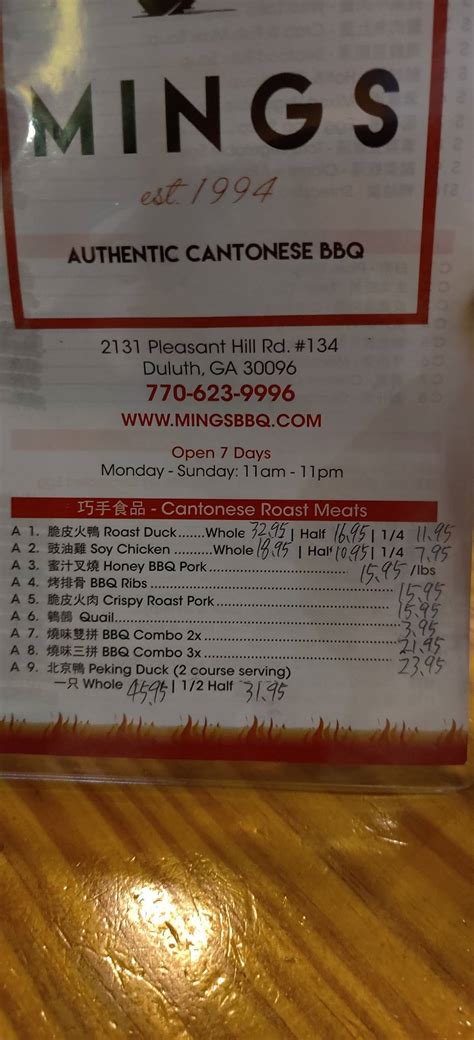 MINGS
est. 1994
AUTHENTIC CANTONESE BBQ
2131 Pleasant Hill Rd. #134
Duluth, GA 30096
770-623-9996
WWW.MINGSBBQ.COM
Open 7 Days
Monday - Sunday: 11am - 11pm
巧手食品 - Cantonese Roast Meats
A 1. 脆皮火鴨 Roast Duck.......Whole 32.95 | Half 16.95 | 1/4 11.95
A 2. 豉油雞 Soy Chicken ..........Whole 18.95 | Half 10.95 | 1/4 7.95
A 3. 蜜汁叉燒 Honey BBQ Pork 15.95 /lbs
A 4. 烤排骨 BBQ Ribs 15.95
A 5. 脆皮火肉 Crispy Roast Pork 15.95
A 6. 鵪鶉 Quail 3.95
A 7. 燒味雙拼 BBQ Combo 2x 21.95
A 8. 燒味三拼 BBQ Combo 3x 23.95
A 9. 北京鴨 Peking Duck (2 course serving)
一只 Whole 45.95 | 1/2 Half 31.95